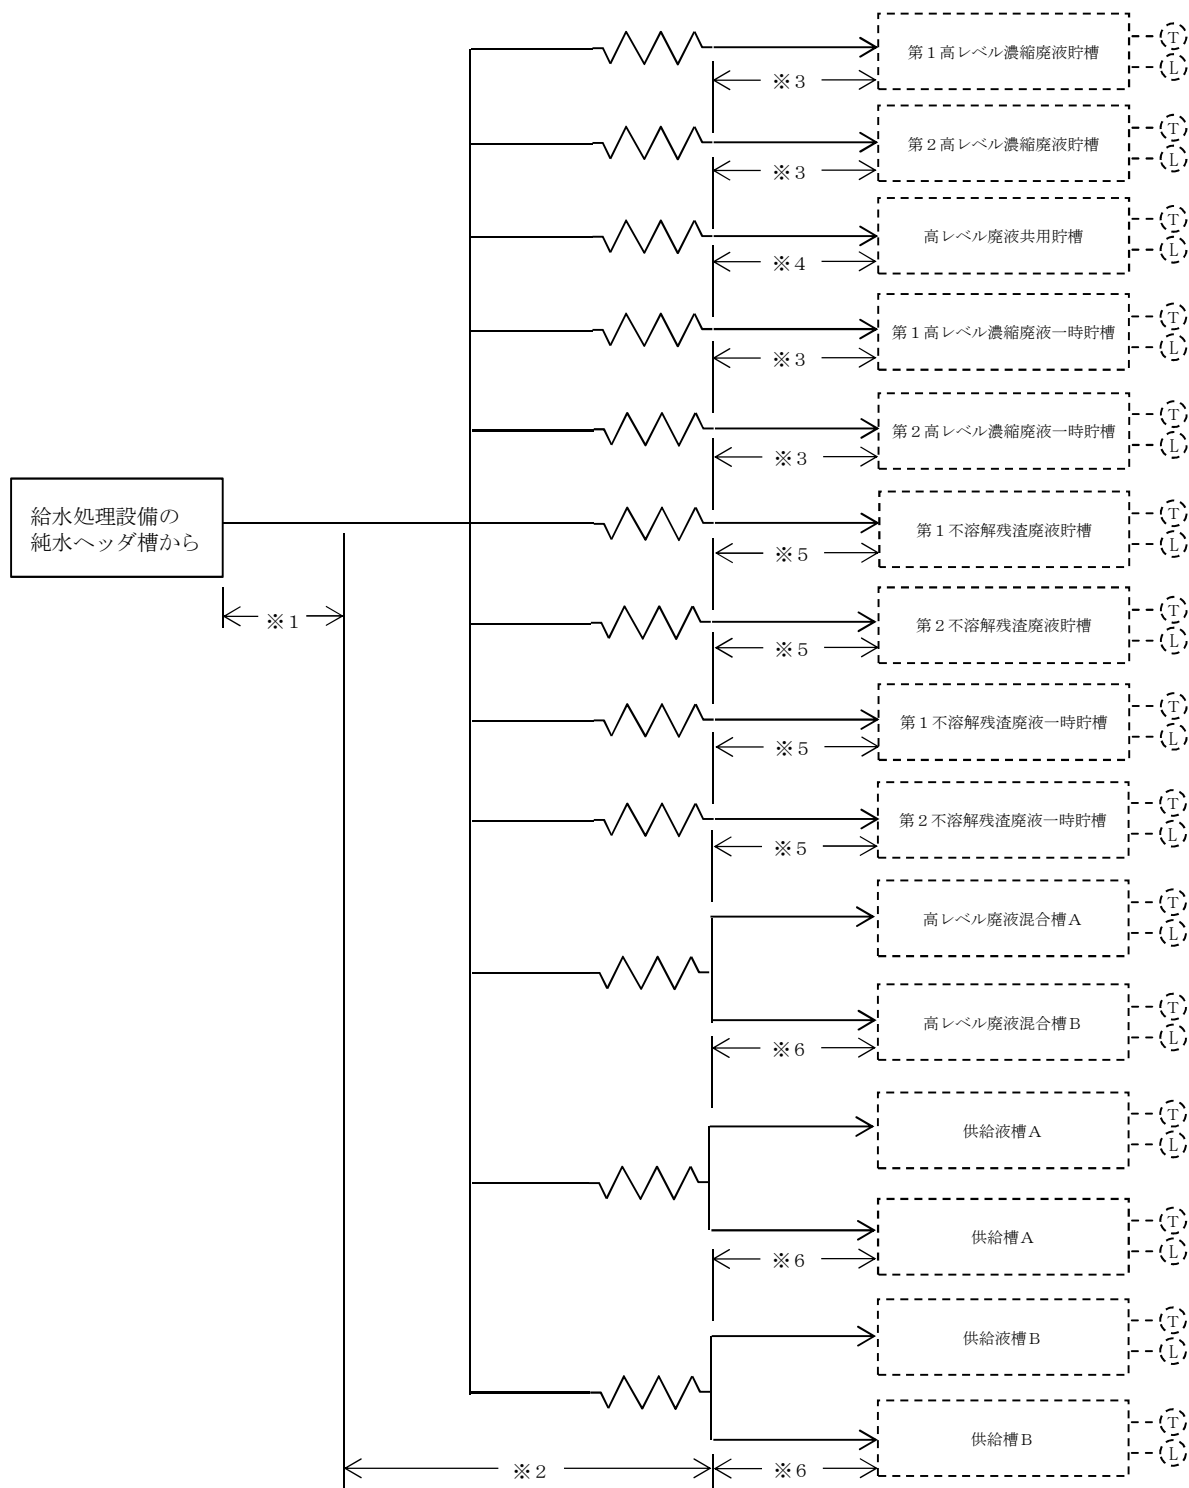 第１高レベル濃縮廃液貯槽
T
L
※３
第２高レベル濃縮廃液貯槽
T
L
※３
高レベル廃液共用貯槽
T
L
※４
第１高レベル濃縮廃液一時貯槽
T
L
※３
第２高レベル濃縮廃液一時貯槽
T
L
※３
給水処理設備の
純水ヘッダ槽から
※１
第１不溶解残渣廃液貯槽
T
L
※５
第２不溶解残渣廃液貯槽
T
L
※５
第１不溶解残渣廃液一時貯槽
T
L
※５
第２不溶解残渣廃液一時貯槽
T
L
※５
高レベル廃液混合槽Ａ
T
L
高レベル廃液混合槽Ｂ
T
L
※６
供給液槽Ａ
T
L
供給槽Ａ
T
L
※６
供給液槽Ｂ
T
L
供給槽Ｂ
T
L
※２
※６